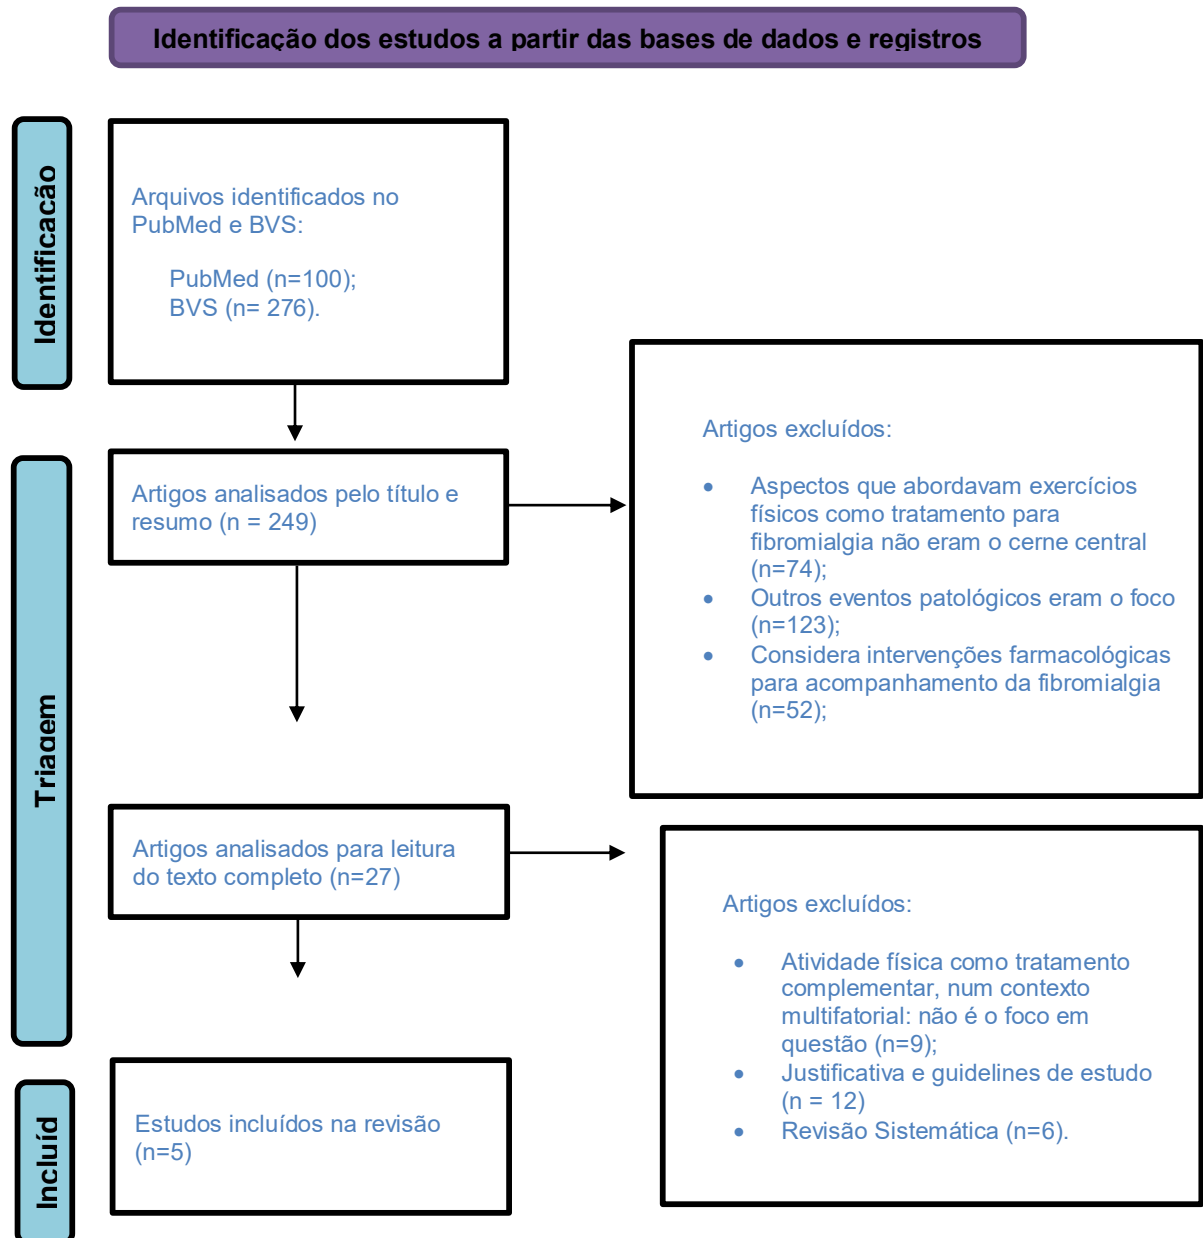 Identificação dos estudos a partir das bases de dados e registros
Identificação
Arquivos identificados no
PubMed e BVS:
PubMed (n=100);
BVS (n= 276).
Triagem
Artigos analisados pelo título e
resumo (n = 249)
Artigos excluídos:
• Aspectos que abordavam exercícios
físicos como tratamento para
fibromialgia não eram o cerne central
(n=74);
• Outros eventos patológicos eram o foco
(n=123);
• Considera intervenções farmacológicas
para acompanhamento da fibromialgia
(n=52);
Artigos analisados para leitura
do texto completo (n=27)
Artigos excluídos:
• Atividade física como tratamento
complementar, num contexto
multifatorial: não é o foco em
questão (n=9);
• Justificativa e guidelines de estudo
(n = 12)
• Revisão Sistemática (n=6).
Incluíd
Estudos incluídos na revisão
(n=5)